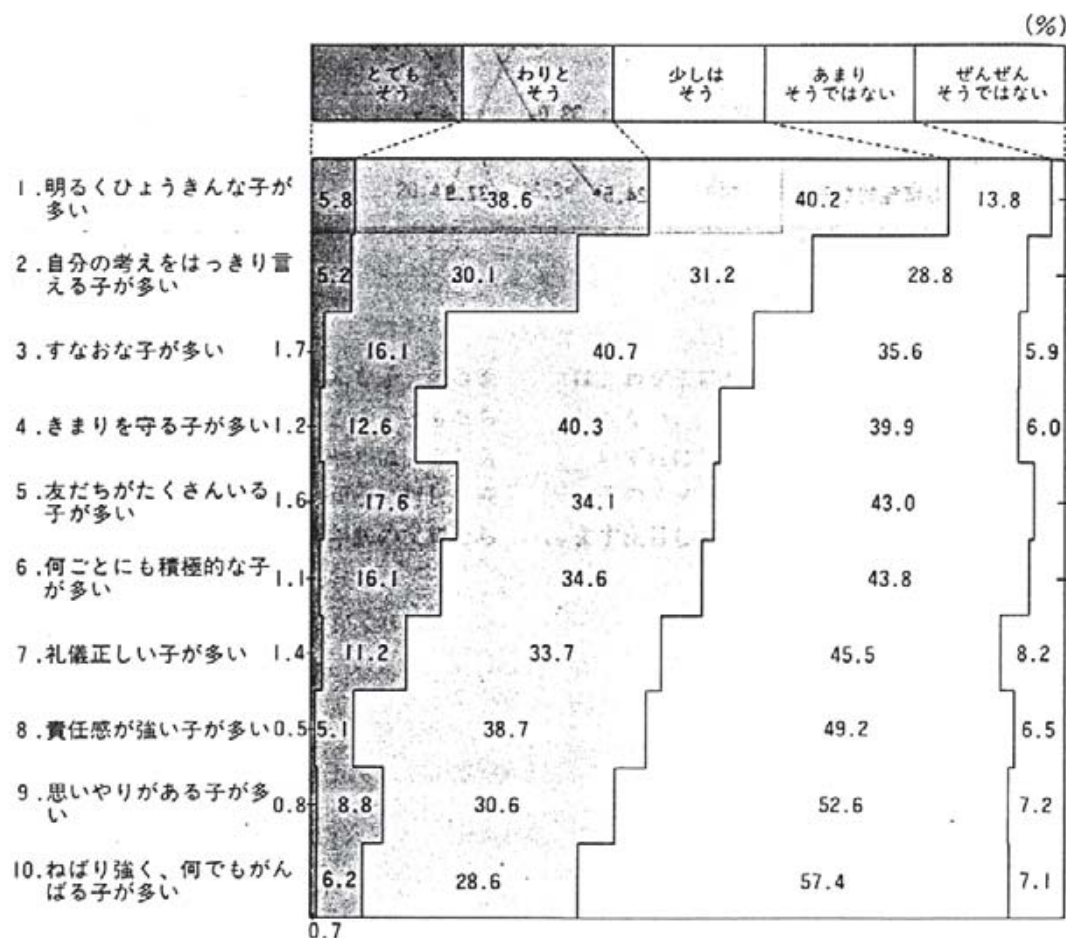 (%)
とても
そう
わりと
そう
少しは
そう
あまり
そうではない
ぜんぜん
そうではない
1.明るくひょうきんな子が
多い
5.8 38.6 40.2 13.8
2.自分の考えをはっきり言
える子が多い
5.2 30.1 31.2 28.8
3.すなおな子が多い 1.7 16.1 40.7 35.6 5.9
4.きまりを守る子が多い 1.2 12.6 40.3 39.9 6.0
5.友だちがたくさんいる
子が多い
1.6 17.6 34.1 43.0
6.何ごとにも積極的な子
が多い
1.1 16.1 34.6 43.8
7.礼儀正しい子が多い 1.4 11.2 33.7 45.5 8.2
8.責任感が強い子が多い 0.5 5.1 38.7 49.2 6.5
9.思いやりがある子が多
い
0.8 8.8 30.6 52.6 7.2
10.ねばり強く、何でもがん
ばる子が多い
6.2 28.6 57.4 7.1
0.7